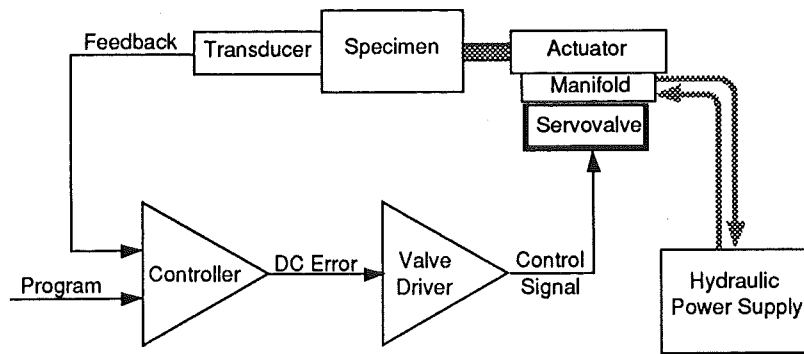 Feedback
Transducer
Specimen
Actuator
Manifold
Servovalve
Program
Controller
DC Error
Valve
Driver
Control
Signal
Hydraulic
Power Supply